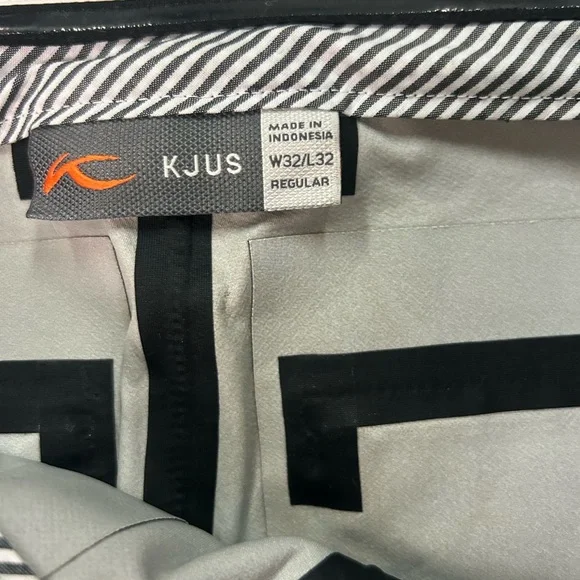 KJUS
MADE IN
INDONESIA
W32/L32
REGULAR